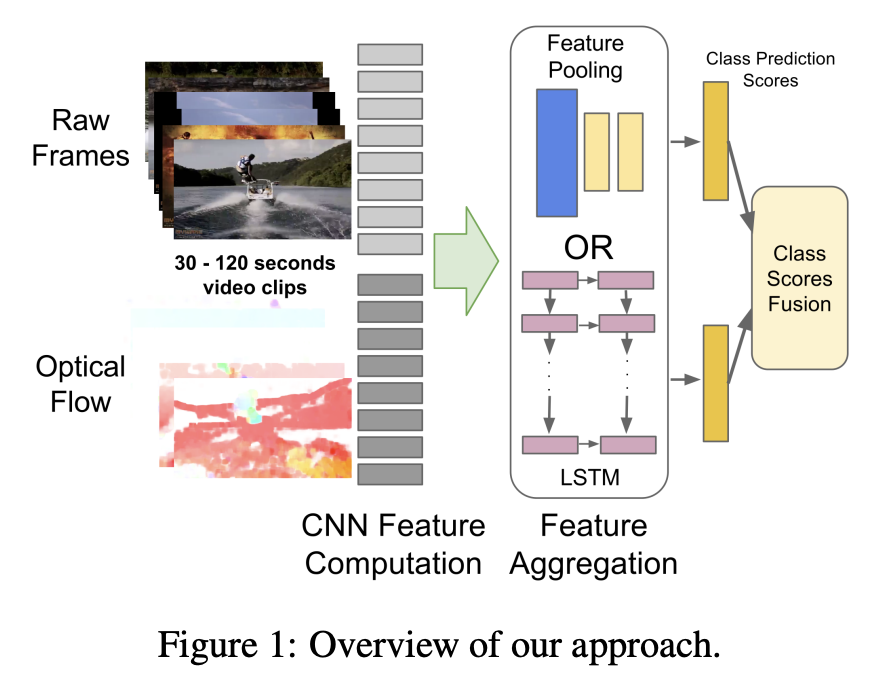 Raw
Frames
30 - 120 seconds
video clips
Optical
Flow
CNN Feature
Computation
Feature
Pooling
OR
LSTM
Feature
Aggregation
Class Prediction
Scores
Class
Scores
Fusion
Figure 1: Overview of our approach.